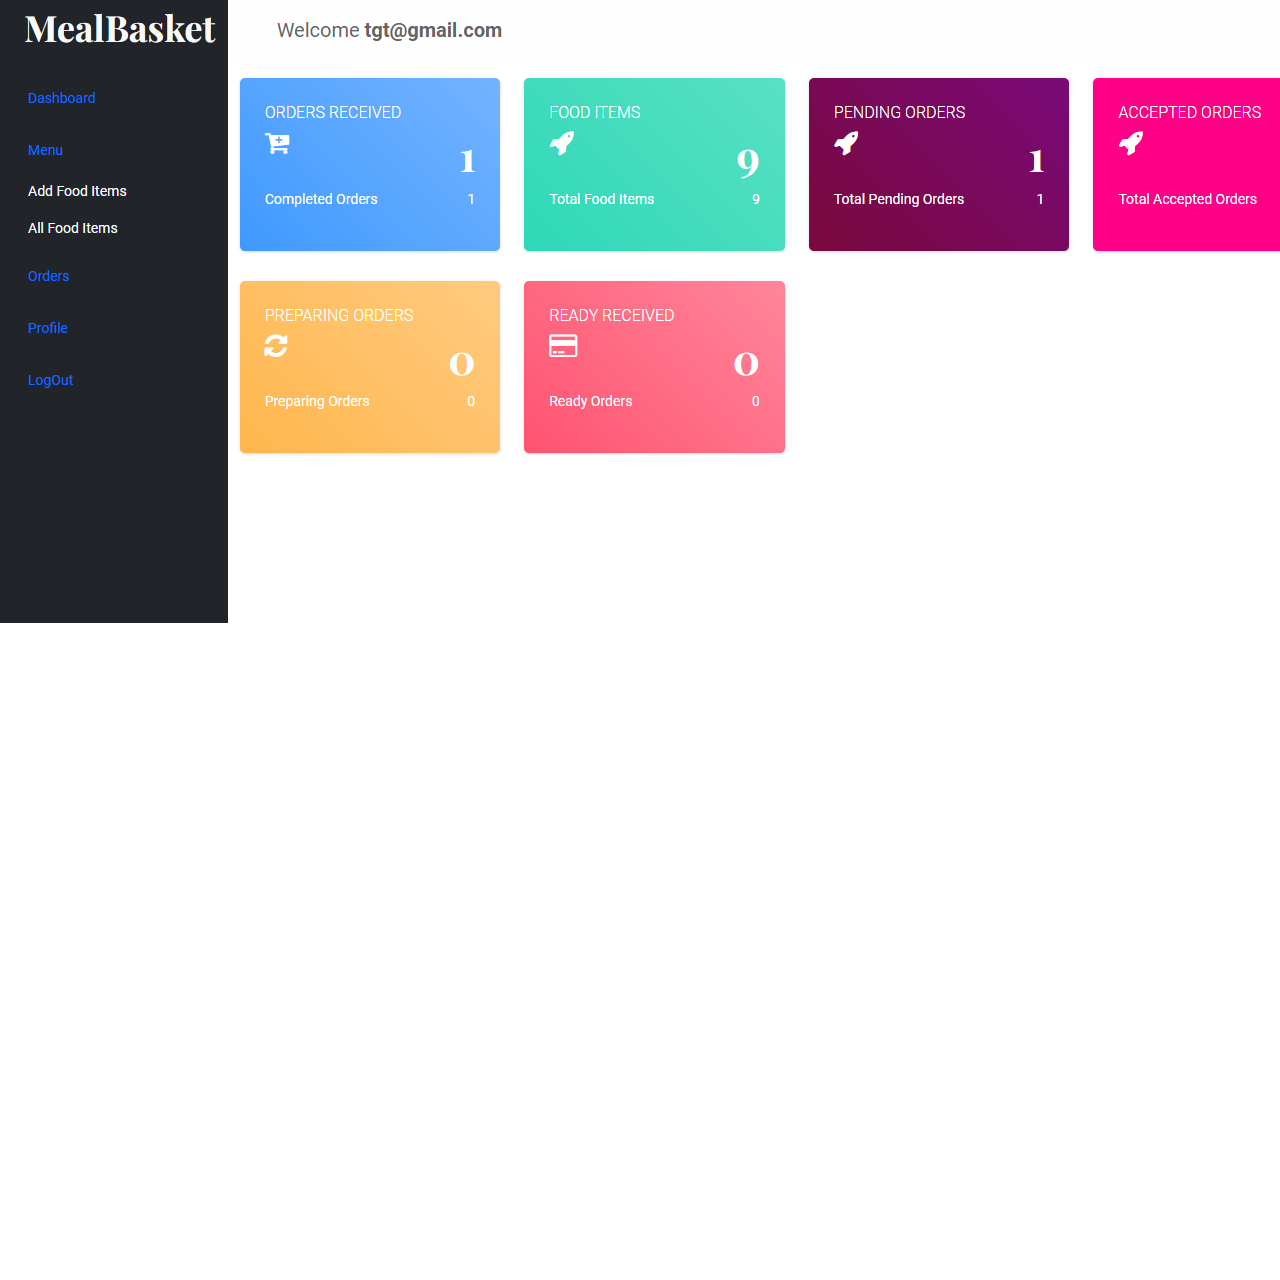 MealBasket
Welcome tgt@gmail.com
Dashboard
Menu
Add Food Items
All Food Items
Orders
Profile
LogOut
ORDERS RECEIVED
1
Completed Orders 1
FOOD ITEMS
9
Total Food Items 9
PENDING ORDERS
1
Total Pending Orders 1
ACCEPTED ORDERS
Total Accepted Orders
PREPARING ORDERS
0
Preparing Orders 0
READY RECEIVED
0
Ready Orders 0